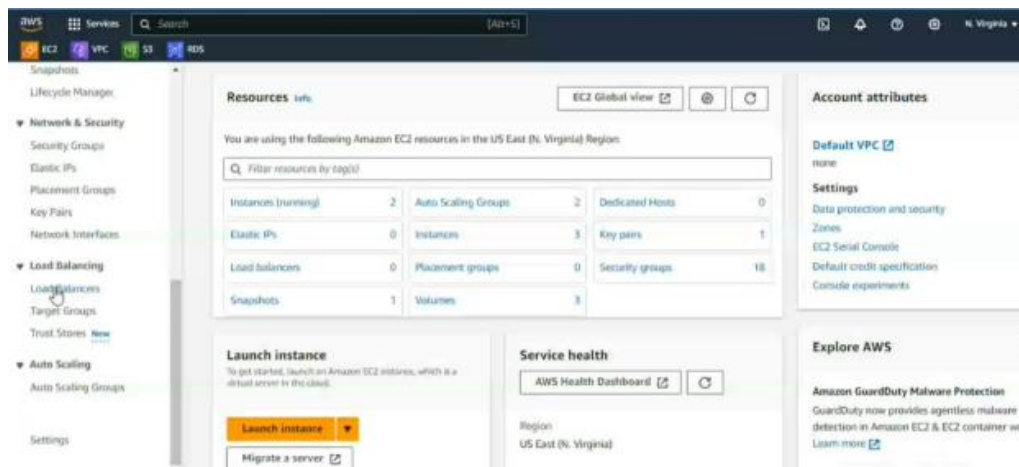 aws Services Search [Alt+S] N. Virginia
EC2 VPC S3 RDS
Snapshots
Lifecycle Manager
Network & Security
Security Groups
Elastic IPs
Placement Groups
Key Pairs
Network Interfaces
Load Balancing
Load Balancers
Target Groups
Trust Stores New
Auto Scaling
Auto Scaling Groups
Settings
Resources Info
EC2 Global view
You are using the following Amazon EC2 resources in the US East (N. Virginia) Region:
Filter resources by tag(s)
Instances (running) 2 Auto Scaling Groups 2 Dedicated Hosts 0
Elastic IPs 0 Instances 3 Key pairs 1
Load balancers 0 Placement groups 0 Security groups 18
Snapshots 1 Volumes 3
Launch instance
To get started, launch an Amazon EC2 instance, which is a
virtual server in the cloud.
Launch instance
Migrate a server
Service health
AWS Health Dashboard
Region
US East (N. Virginia)
Account attributes
Default VPC
none
Settings
Data protection and security
Zones
EC2 Serial Console
Default credit specification
Console experiments
Explore AWS
Amazon GuardDuty Malware Protection
GuardDuty now provides agentless malware
detection in Amazon EC2 & EC2 container wo
Learn more